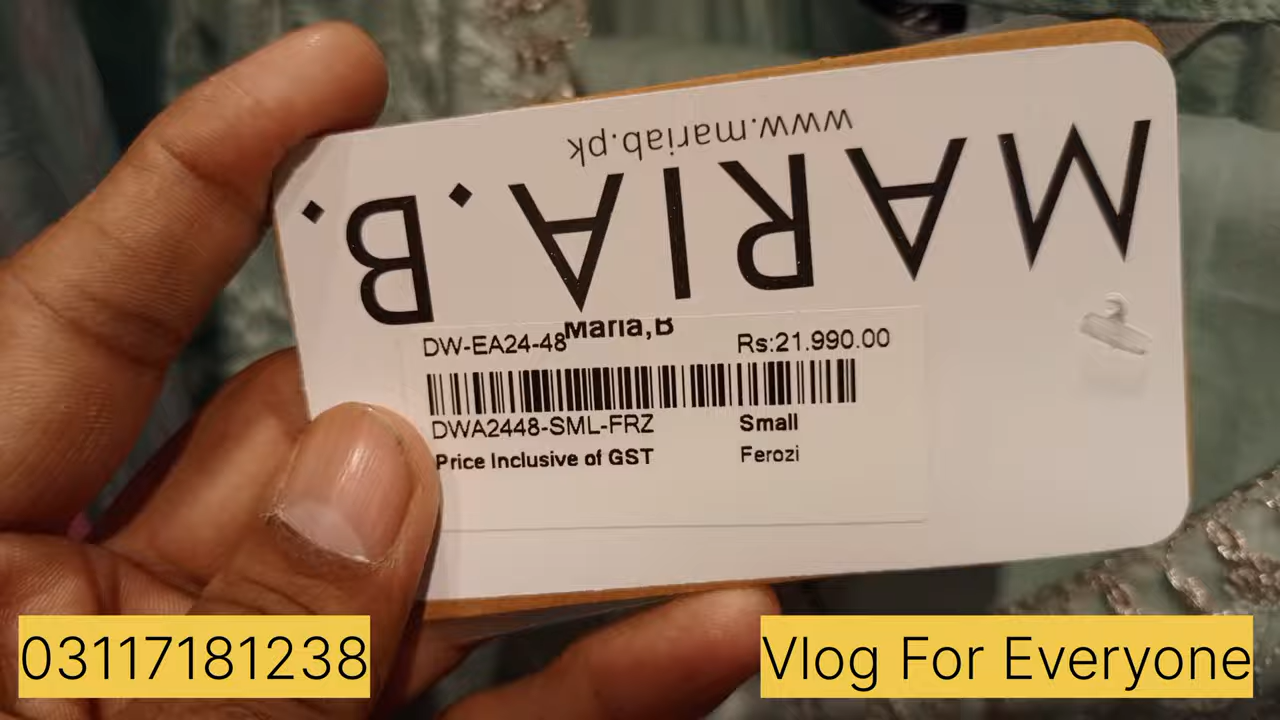 www.mariab.pk
MARIA.B.
Maria,B
DW-EA24-48 Rs:21.990.00
DWA2448-SML-FRZ Small
Price Inclusive of GST Ferozi
03117181238 Vlog For Everyone